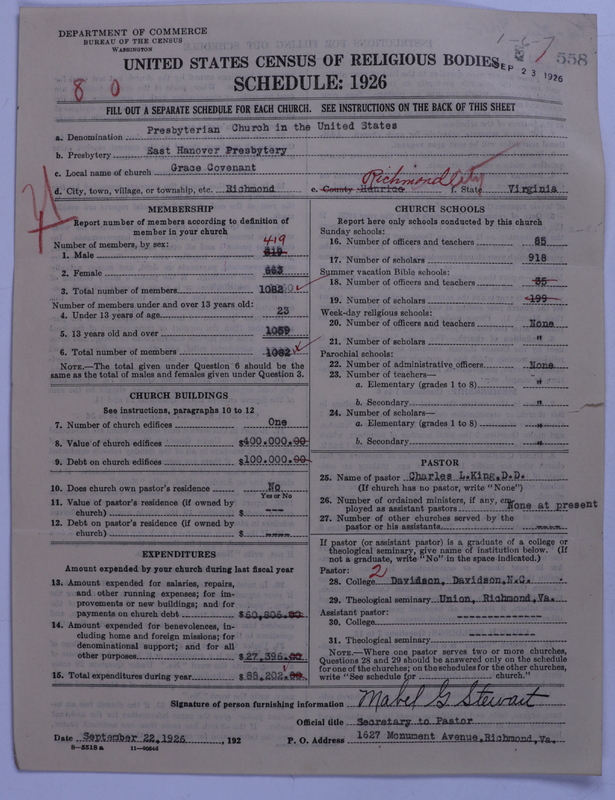 DEPARTMENT OF COMMERCE
BUREAU OF THE CENSUS
WASHINGTON
1-6-7
558
SEP 23 1926
UNITED STATES CENSUS OF RELIGIOUS BODIES
8 0
SCHEDULE: 1926
FILL OUT A SEPARATE SCHEDULE FOR EACH CHURCH. SEE INSTRUCTIONS ON THE BACK OF THIS SHEET
a. Denomination Presbyterian Church in the United States
b. Presbytery East Hanover Presbytery
c. Local name of church Grace Covenant
d. City, town, village, or township, etc. Richmond e. County Henrico Richmond City f. State Virginia
MEMBERSHIP
Report number of members according to definition of
member in your church
Number of members, by sex:
419
1. Male
2. Female 663
3. Total number of members 1082
Number of members under and over 13 years old:
4. Under 13 years of age 23
5. 13 years old and over 1059
6. Total number of members 1082
NOTE.—The total given under Question 6 should be the
same as the total of males and females given under Question 3.
CHURCH BUILDINGS
See instructions, paragraphs 10 to 12
7. Number of church edifices One
8. Value of church edifices $400.000.00
9. Debt on church edifices $100.000.00
10. Does church own pastor's residence No
Yes or No
11. Value of pastor's residence (if owned by
church) $ ---
12. Debt on pastor's residence (if owned by
church) $ ----
EXPENDITURES
Amount expended by your church during last fiscal year
13. Amount expended for salaries, repairs,
and other running expenses; for im-
provements or new buildings; and for
payments on church debt $60,806.80
14. Amount expended for benevolences, in-
cluding home and foreign missions; for
denominational support; and for all
other purposes $27,396.00
15. Total expenditures during year $88,202.00
CHURCH SCHOOLS
Report here only schools conducted by this church
Sunday schools:
16. Number of officers and teachers 85
17. Number of scholars 918
Summer vacation Bible schools:
18. Number of officers and teachers 35
19. Number of scholars 199
Week-day religious schools:
20. Number of officers and teachers None
21. Number of scholars "
Parochial schools:
22. Number of administrative officers None
23. Number of teachers—
a. Elementary (grades 1 to 8) "
b. Secondary "
24. Number of scholars—
a. Elementary (grades 1 to 8) "
b. Secondary "
PASTOR
25. Name of pastor Charles L.King,D.D.
(If church has no pastor, write "None")
26. Number of ordained ministers, if any, em-
ployed as assistant pastors None at present
27. Number of other churches served by the
pastor or his assistants ----
If pastor (or assistant pastor) is a graduate of a college or
theological seminary, give name of institution below. (If
not a graduate, write "No" in the space indicated.)
Pastor: 2
28. College Davidson, Davidson,N.C.
29. Theological seminary Union, Richmond,Va.
Assistant pastor:
30. College --------------
31. Theological seminary --------------
NOTE.—Where one pastor serves two or more churches,
Questions 28 and 29 should be answered only on the schedule
for one of the churches; on the schedules for the other churches,
write "See schedule for church."
Signature of person furnishing information Mabel G Stewart
Official title Secretary to Pastor
Date September 22,1926, 192 P. O. Address 1627 Monument Avenue,Richmond,Va.
8-5518 a